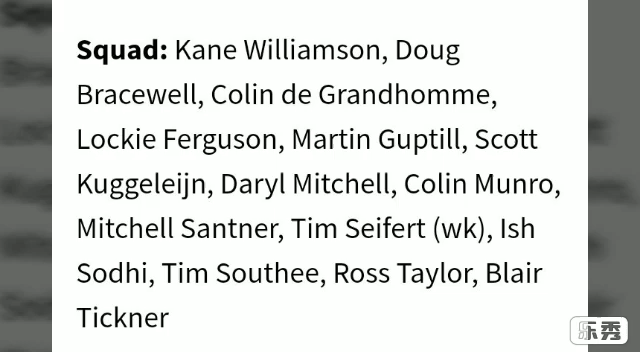 Squad: Kane Williamson, Doug
Bracewell, Colin de Grandhomme,
Lockie Ferguson, Martin Guptill, Scott
Kuggeleijn, Daryl Mitchell, Colin Munro,
Mitchell Santner, Tim Seifert (wk), Ish
Sodhi, Tim Southee, Ross Taylor, Blair
Tickner
乐秀